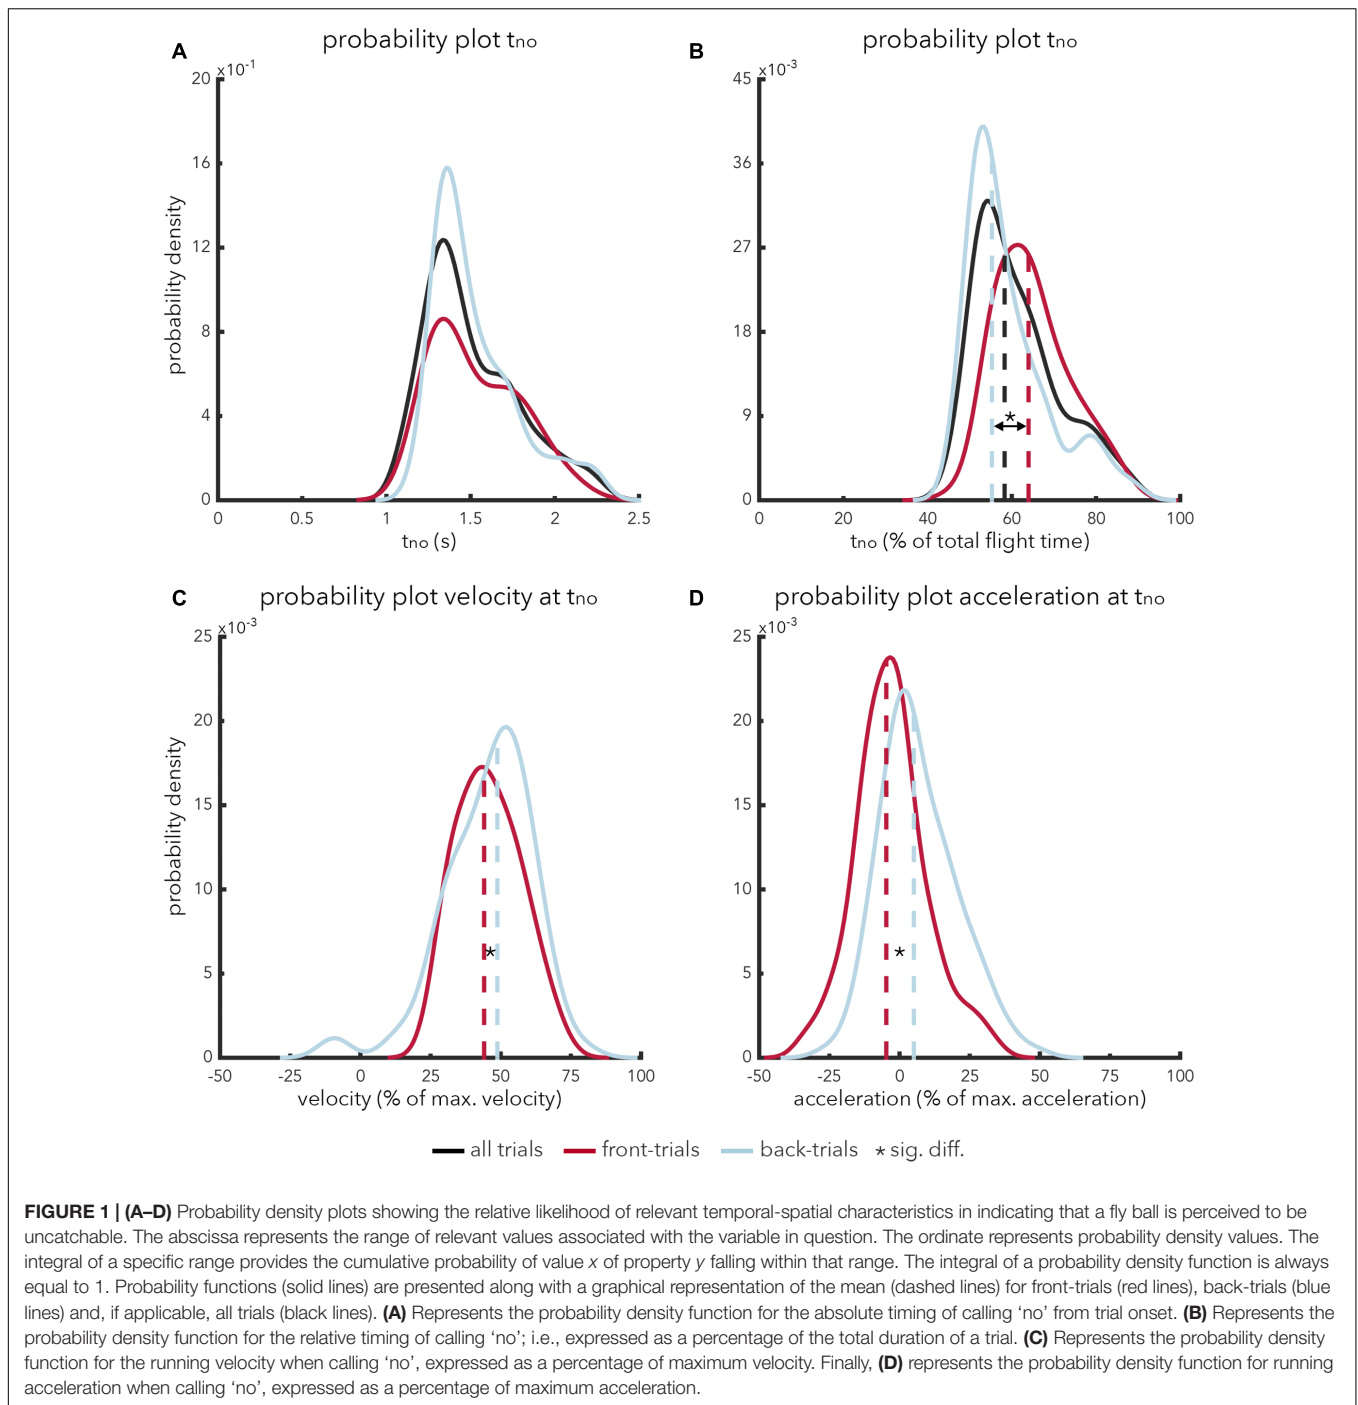 A
probability plot tno
x10-1
20
16
12
8
4
0
probability density
0
0.5
1
1.5
2
2.5
tno (s)
B
probability plot tno
x10-3
45
36
27
18
9
0
*
0
20
40
60
80
100
tno (% of total flight time)
C
probability plot velocity at tno
x10-3
25
20
15
10
5
0
probability density
*
-50
-25
0
25
50
75
100
velocity (% of max. velocity)
D
probability plot acceleration at tno
x10-3
25
20
15
10
5
0
*
-50
-25
0
25
50
75
100
acceleration (% of max. acceleration)
all trials front-trials back-trials * sig. diff.
FIGURE 1 | (A–D) Probability density plots showing the relative likelihood of relevant temporal-spatial characteristics in indicating that a fly ball is perceived to be
uncatchable. The abscissa represents the range of relevant values associated with the variable in question. The ordinate represents probability density values. The
integral of a specific range provides the cumulative probability of value x of property y falling within that range. The integral of a probability density function is always
equal to 1. Probability functions (solid lines) are presented along with a graphical representation of the mean (dashed lines) for front-trials (red lines), back-trials (blue
lines) and, if applicable, all trials (black lines). (A) Represents the probability density function for the absolute timing of calling ‘no’ from trial onset. (B) Represents the
probability density function for the relative timing of calling ‘no’; i.e., expressed as a percentage of the total duration of a trial. (C) Represents the probability density
function for the running velocity when calling ‘no’, expressed as a percentage of maximum velocity. Finally, (D) represents the probability density function for running
acceleration when calling ‘no’, expressed as a percentage of maximum acceleration.